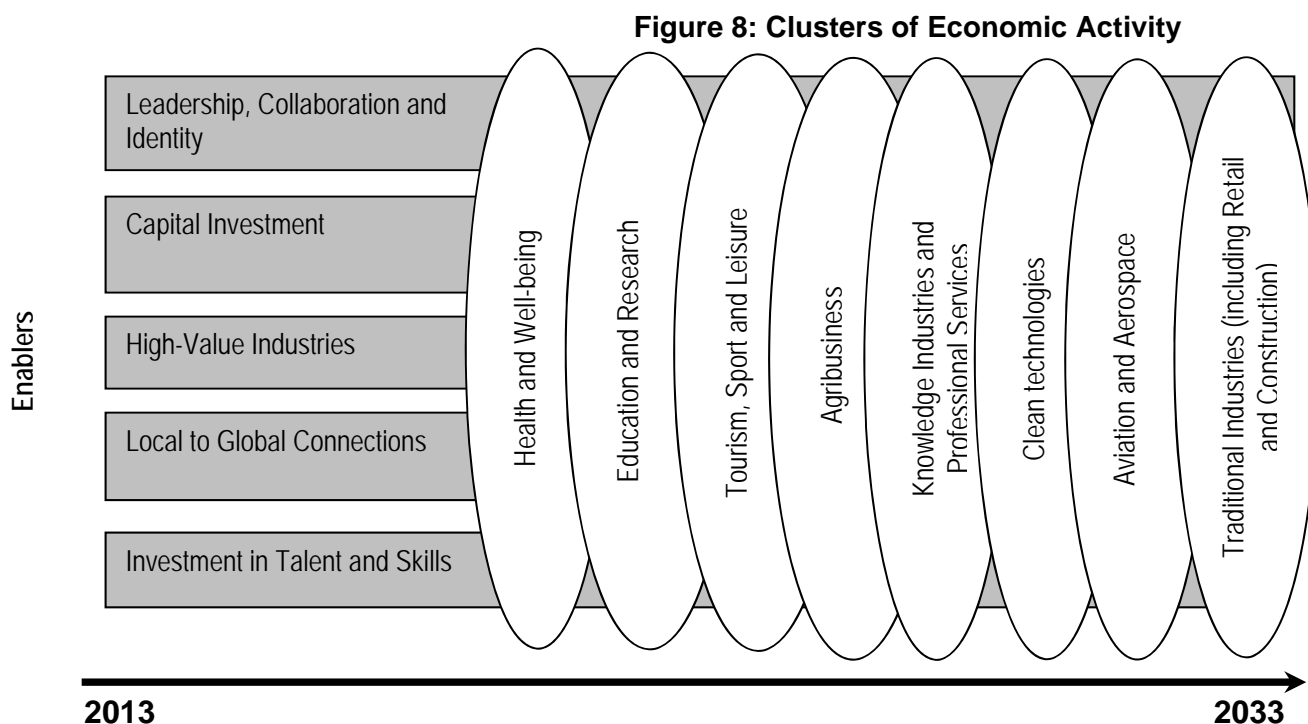 Figure 8: Clusters of Economic Activity
Enablers
Leadership, Collaboration and
Identity
Capital Investment
High-Value Industries
Local to Global Connections
Investment in Talent and Skills
Health and Well-being
Education and Research
Tourism, Sport and Leisure
Agribusiness
Knowledge Industries and
Professional Services
Clean technologies
Aviation and Aerospace
Traditional Industries (including Retail
and Construction)
2013
2033